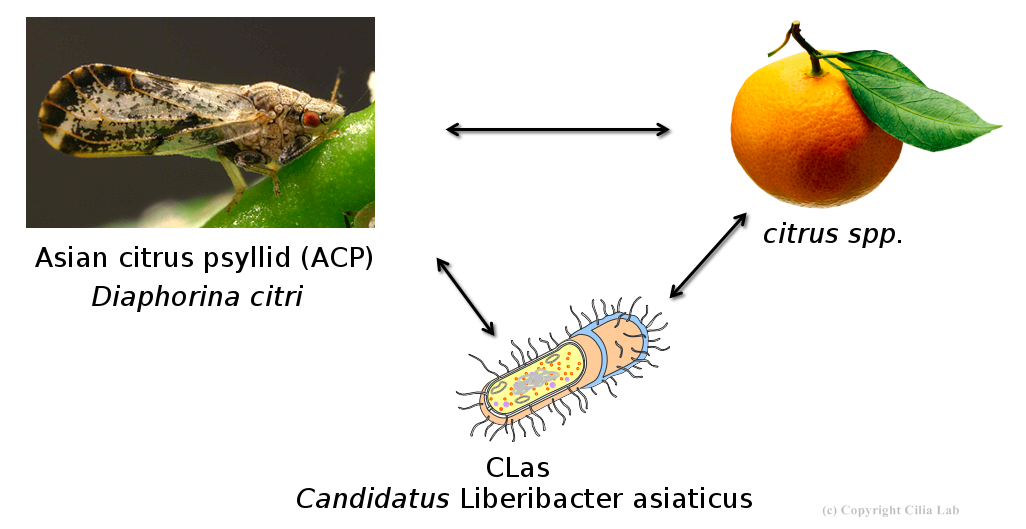 Asian citrus psyllid (ACP)
Diaphorina citri
citrus spp.
CLas
Candidatus Liberibacter asiaticus
(c) Copyright Cilia Lab